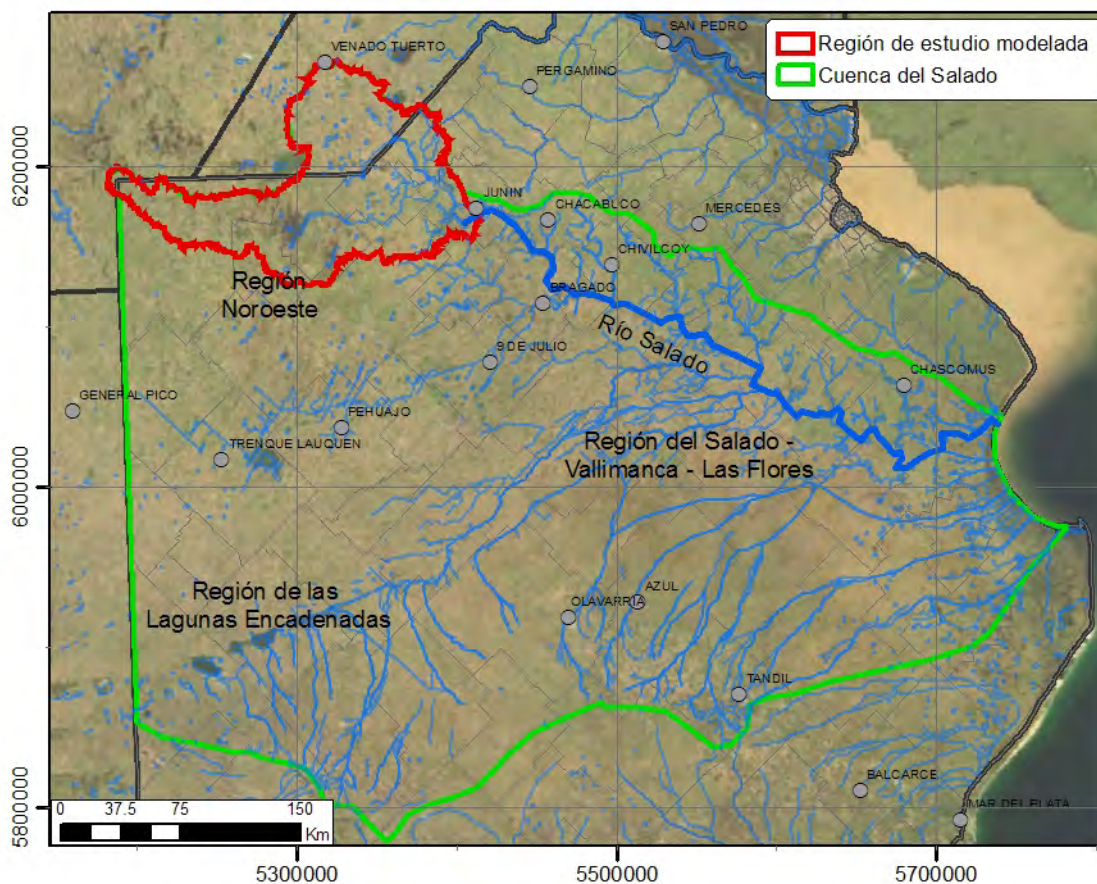 SAN PEDRO
Región de estudio modelada
Cuenca del Salado
VENADO TUERTO
PERGAMINO
6200000
JUNIN
CHACABUCO
MERCEDES
CHIVILCOY
Región
Noroeste
BRAGADO
Río Salado
9 DE JULIO
CHASCOMUS
GENERAL PICO
PEHUAJO
TRENQUE LAUQUEN
Región del Salado -
Vallimanca - Las Flores
6000000
Región de las
Lagunas Encadenadas
OLAVARRIA
AZUL
TANDIL
BALCARCE
MAR DEL PLATA
5800000
0 37.5 75 150
Km
5300000 5500000 5700000